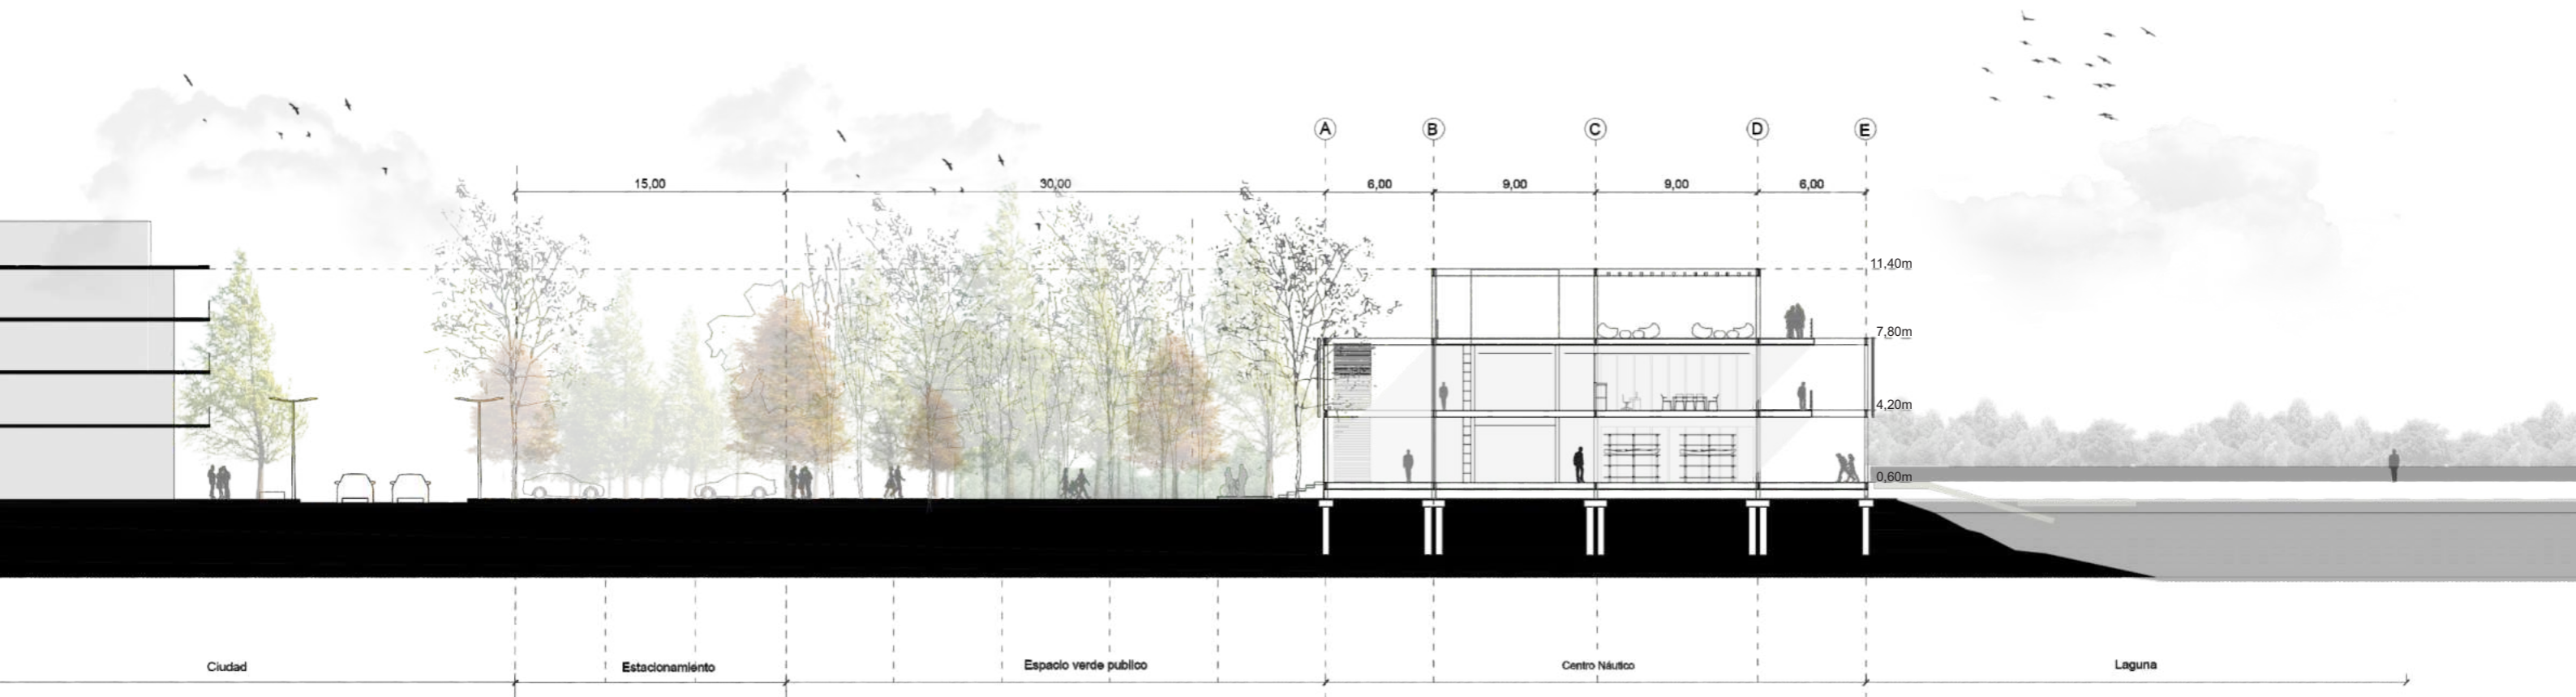 A B C D E
15,00 30,00 6,00 9,00 9,00 6,00
11,40m
7,80m
4,20m
0,60m
Ciudad Estacionamiento Espacio verde publico Centro Náutico Laguna